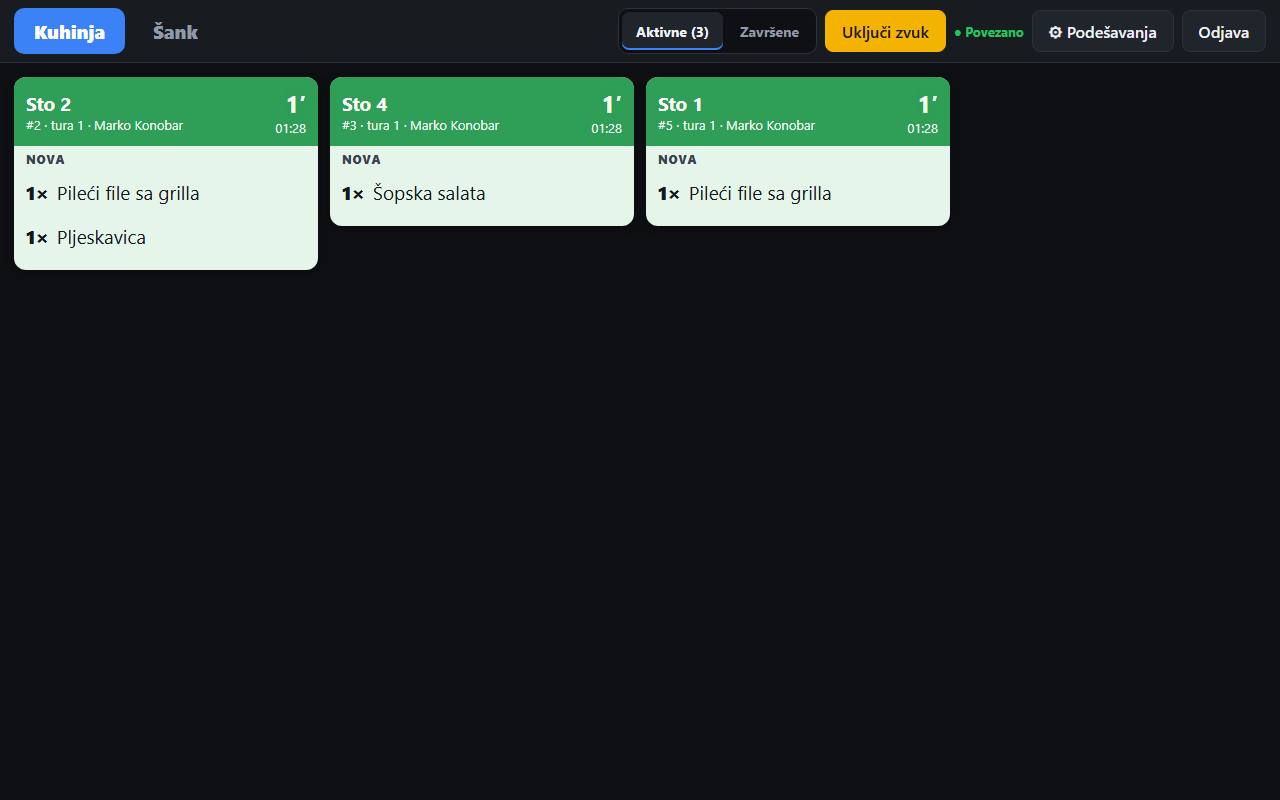 Kuhinja
Šank
Aktivne (3)
Završene
Uključi zvuk
• Povezano
⚙ Podešavanja
Odjava
Sto 2
1′
#2 · tura 1 · Marko Konobar
01:28
NOVA
1× Pileći file sa grilla
1× Pljeskavica
Sto 4
1′
#3 · tura 1 · Marko Konobar
01:28
NOVA
1× Šopska salata
Sto 1
1′
#5 · tura 1 · Marko Konobar
01:28
NOVA
1× Pileći file sa grilla